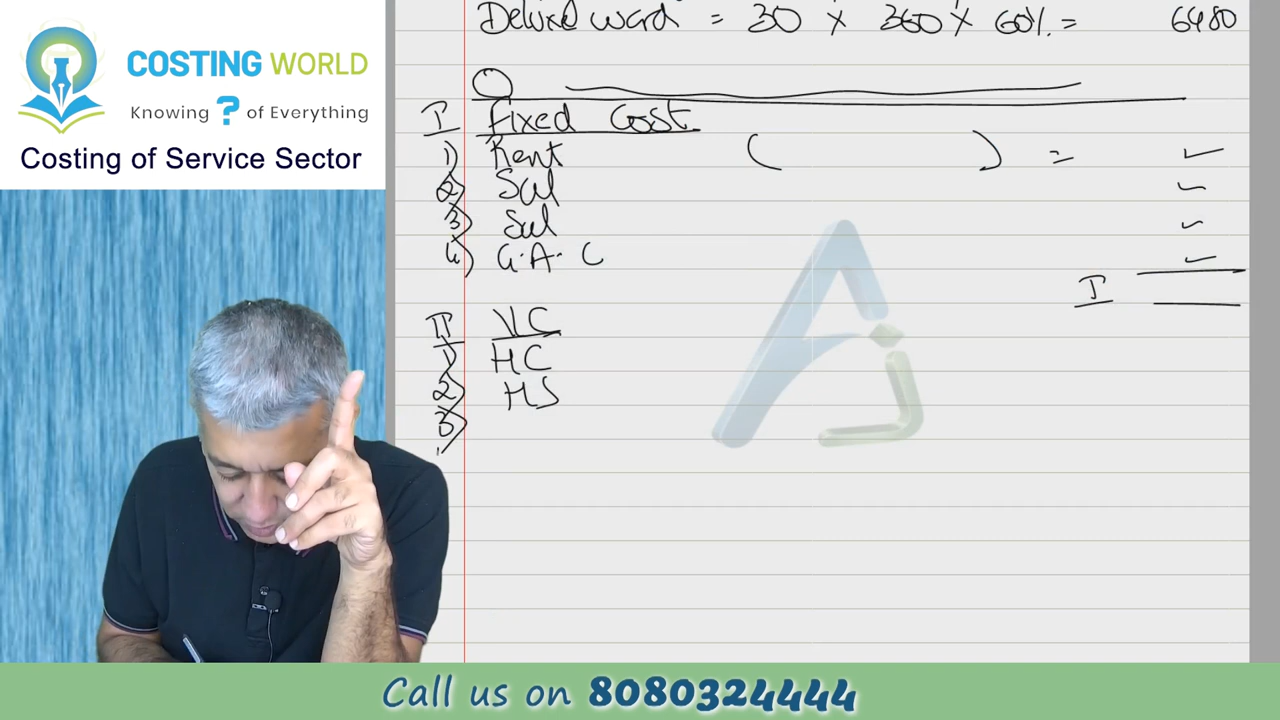 COSTING WORLD
Knowing ? of Everything
Costing of Service Sector
Deluxe ward = 30 x 360 x 60% = 6480
I Fixed Cost
1) Rent ( ) = ✓
2) Sal ✓
3) Sal ✓
4) G.A.C ✓
I
II VC
1) HC
2) HS
3)
Call us on 8080324444